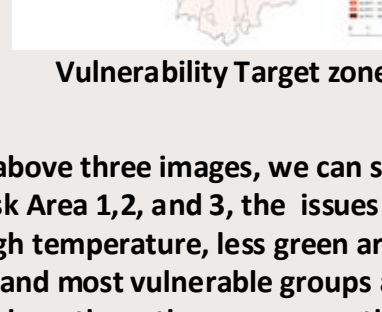 Vulnerability Target zone
above three images, we can s
sk Area 1,2, and 3, the issues
gh temperature, less green ar
and most vulnerable groups a